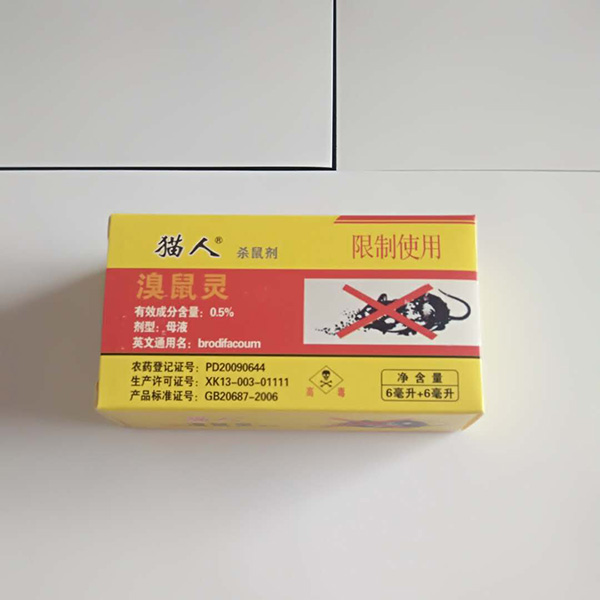 猫人® 杀鼠剂
限制使用
溴鼠灵
有效成分含量：0.5%
剂型：母液
英文通用名：brodifacoum
农药登记证号：PD20090644
生产许可证号：XK13-003-01111
产品标准证号：GB20687-2006
高 毒
净含量
6毫升+6毫升
溴鼠灵